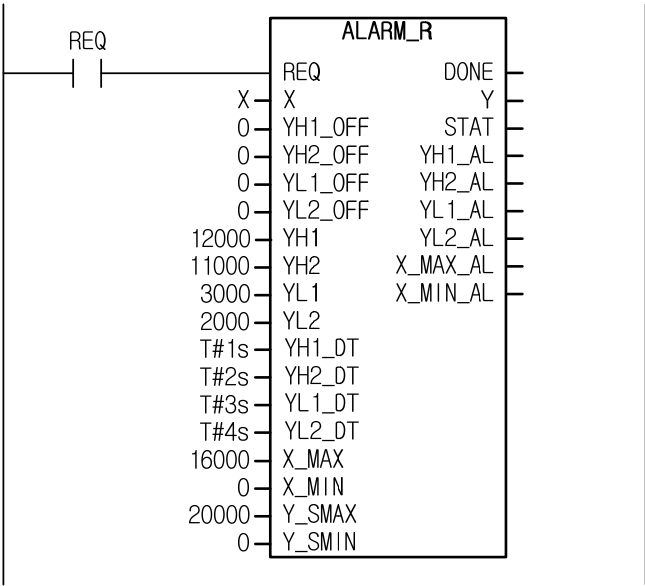 ALARM_R
REQ
REQ DONE
X X Y
0 YH1_OFF STAT
0 YH2_OFF YH1_AL
0 YL1_OFF YH2_AL
0 YL2_OFF YL1_AL
12000 YH1 YL2_AL
11000 YH2 X_MAX_AL
3000 YL1 X_MIN_AL
2000 YL2
T#1s YH1_DT
T#2s YH2_DT
T#3s YL1_DT
T#4s YL2_DT
16000 X_MAX
0 X_MIN
20000 Y_SMAX
0 Y_SMIN